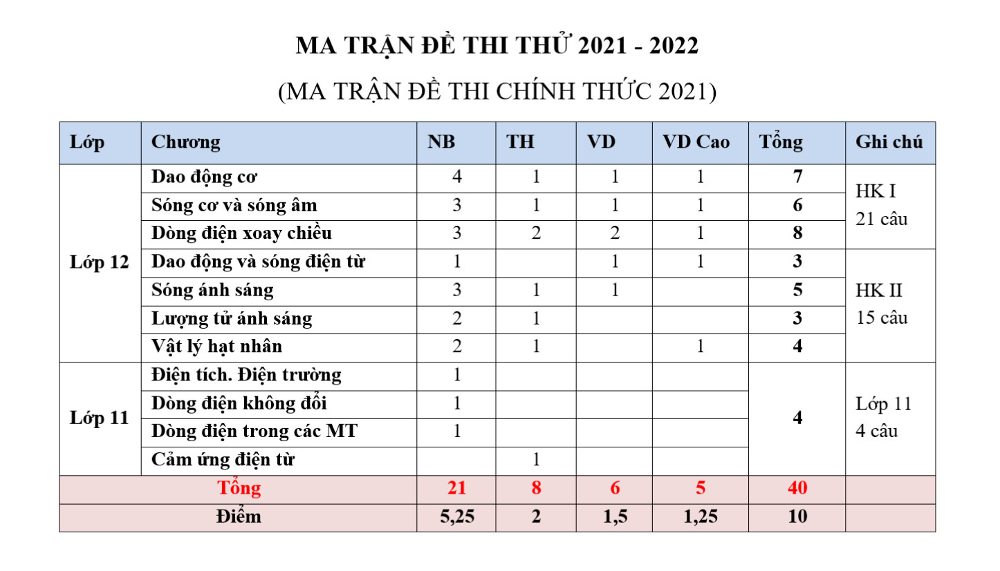 MA TRẬN ĐỀ THI THỬ 2021 - 2022
(MA TRẬN ĐỀ THI CHÍNH THỨC 2021)
Lớp Chương NB TH VD VD Cao Tổng Ghi chú
Lớp 12
Dao động cơ 4 1 1 1 7
Sóng cơ và sóng âm 3 1 1 1 6
Dòng điện xoay chiều 3 2 2 1 8
HK I
21 câu
Dao động và sóng điện từ 1 1 1 3
Sóng ánh sáng 3 1 1 5
Lượng tử ánh sáng 2 1 3
Vật lý hạt nhân 2 1 1 4
HK II
15 câu
Lớp 11
Điện tích. Điện trường 1
Dòng điện không đổi 1
Dòng điện trong các MT 1
Cảm ứng điện từ 1
4
Lớp 11
4 câu
Tổng 21 8 6 5 40
Điểm 5,25 2 1,5 1,25 10